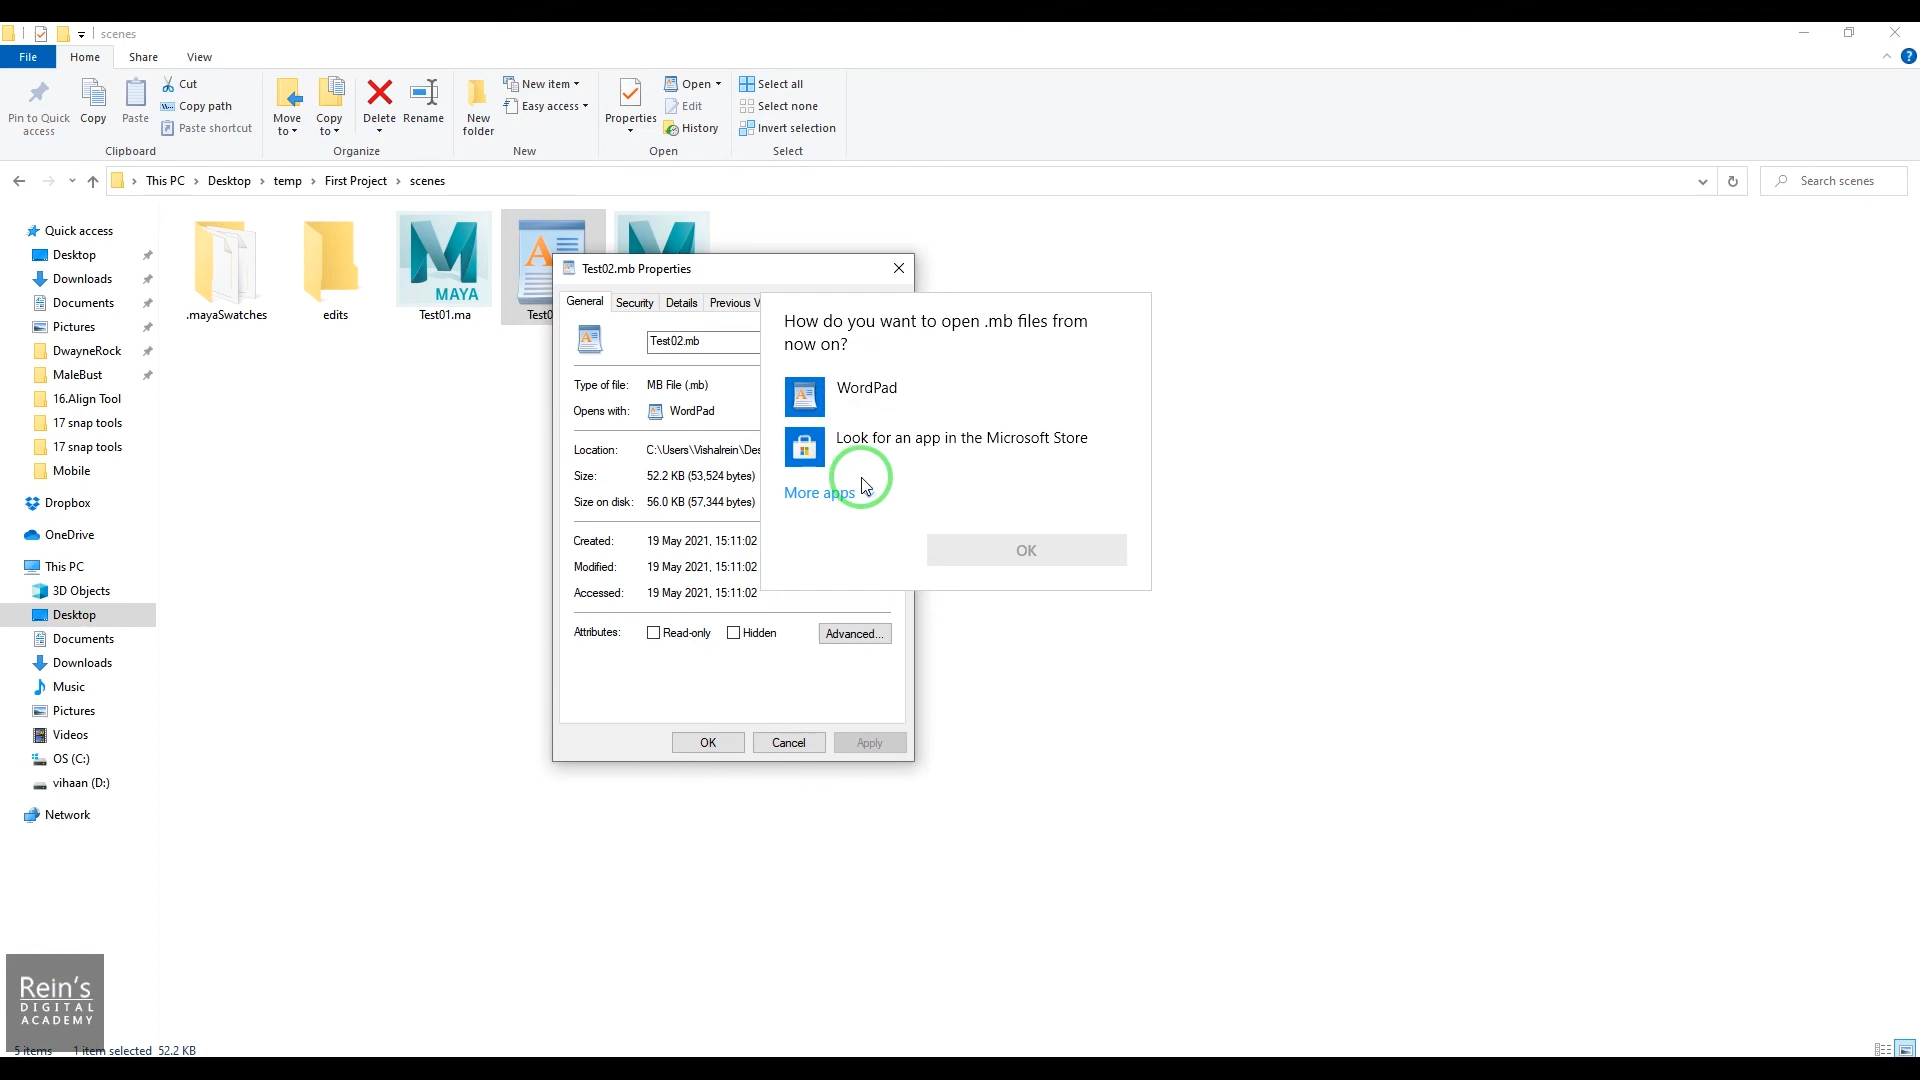 scenes
File
Home
Share
View
Pin to Quick
access
Copy
Paste
Cut
Copy path
Paste shortcut
Clipboard
Move
to
Copy
to
Delete
Rename
Organize
New
folder
New item
Easy access
New
Properties
Open
Edit
History
Open
Select all
Select none
Invert selection
Select
This PC
Desktop
temp
First Project
scenes
Search scenes
Quick access
Desktop
Downloads
Documents
Pictures
DwayneRock
MaleBust
16.Align Tool
17 snap tools
17 snap tools
Mobile
Dropbox
OneDrive
This PC
3D Objects
Desktop
Documents
Downloads
Music
Pictures
Videos
OS (C:)
vihaan (D:)
Network
.mayaSwatches
edits
MAYA
Test01.ma
Test02.mb Properties
General
Security
Details
Previous
Test02.mb
Type of file: MB File (.mb)
Opens with: WordPad
Location: C:\Users\Vishalrein\Des
Size: 52.2 KB (53,524 bytes)
Size on disk: 56.0 KB (57,344 bytes)
Created: 19 May 2021, 15:11:02
Modified: 19 May 2021, 15:11:02
Accessed: 19 May 2021, 15:11:02
Attributes: Read-only Hidden Advanced...
OK Cancel Apply
How do you want to open .mb files from
now on?
WordPad
Look for an app in the Microsoft Store
More apps
OK
Rein's
DIGITAL
ACADEMY
5 items 1 item selected 52.2 KB